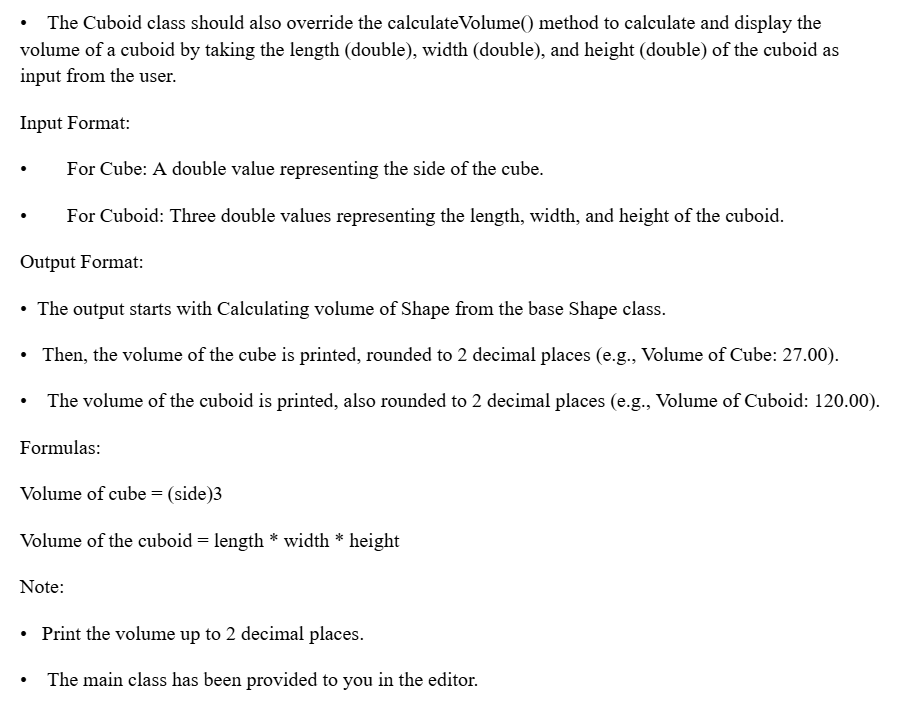 • The Cuboid class should also override the calculateVolume() method to calculate and display the
volume of a cuboid by taking the length (double), width (double), and height (double) of the cuboid as
input from the user.
Input Format:
• For Cube: A double value representing the side of the cube.
• For Cuboid: Three double values representing the length, width, and height of the cuboid.
Output Format:
• The output starts with Calculating volume of Shape from the base Shape class.
• Then, the volume of the cube is printed, rounded to 2 decimal places (e.g., Volume of Cube: 27.00).
• The volume of the cuboid is printed, also rounded to 2 decimal places (e.g., Volume of Cuboid: 120.00).
Formulas:
Volume of cube = (side)3
Volume of the cuboid = length * width * height
Note:
• Print the volume up to 2 decimal places.
• The main class has been provided to you in the editor.